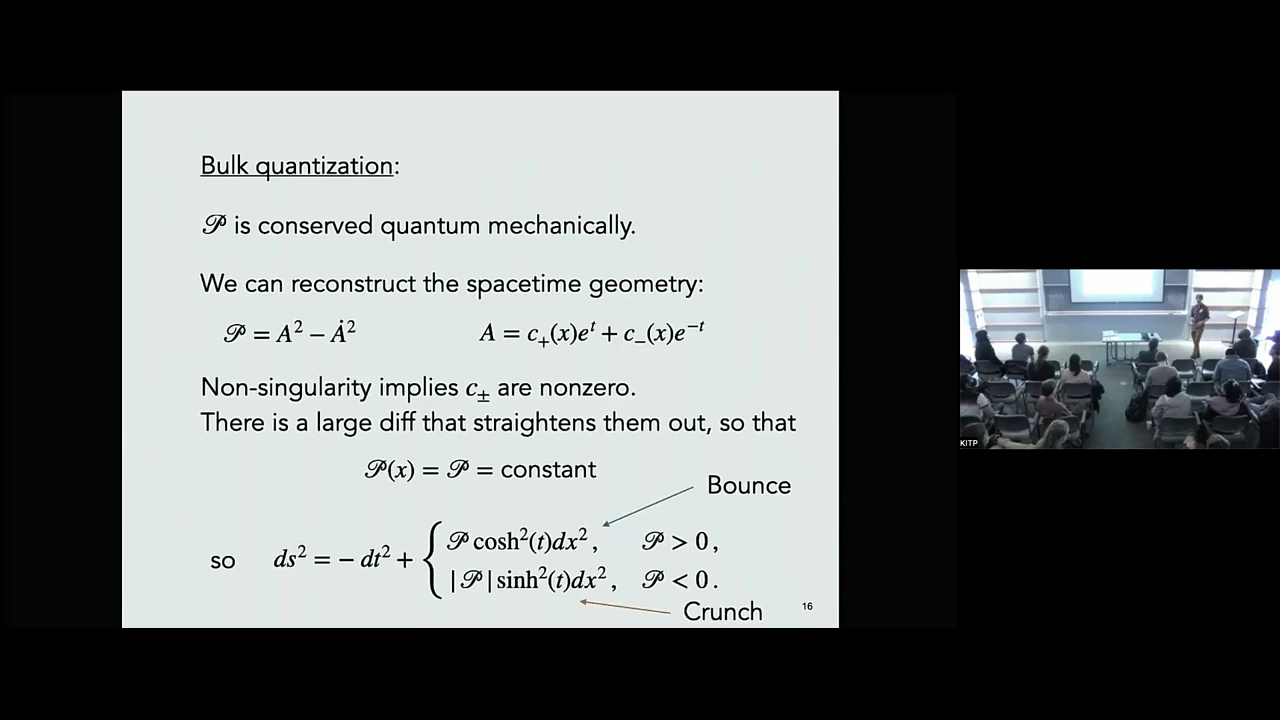 Bulk quantization:
𝒫 is conserved quantum mechanically.
We can reconstruct the spacetime geometry:
𝒫 = A² − Ȧ²    A = c₊(x)eᵗ + c₋(x)e⁻ᵗ
Non-singularity implies c± are nonzero.
There is a large diff that straightens them out, so that
𝒫(x) = 𝒫 = constant
Bounce
so ds² = − dt² + { 𝒫 cosh²(t)dx², 𝒫 > 0,
|𝒫| sinh²(t)dx², 𝒫 < 0.
Crunch
16
KITP